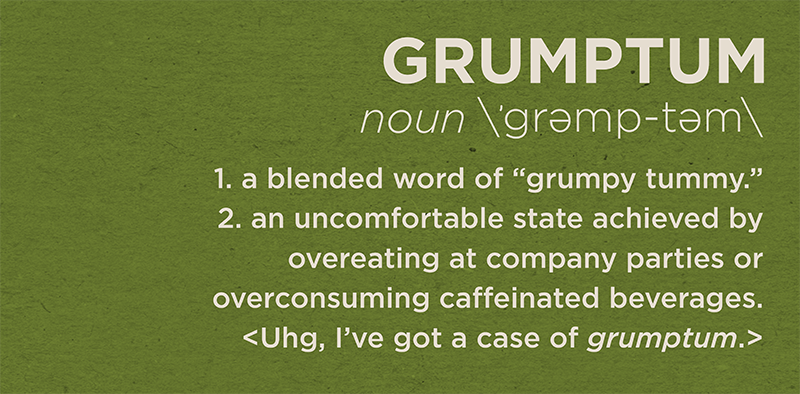 GRUMPTUM
noun \'grəmp-təm\
1. a blended word of “grumpy tummy.”
2. an uncomfortable state achieved by
overeating at company parties or
overconsuming caffeinated beverages.
<Uhg, I’ve got a case of grumptum.>